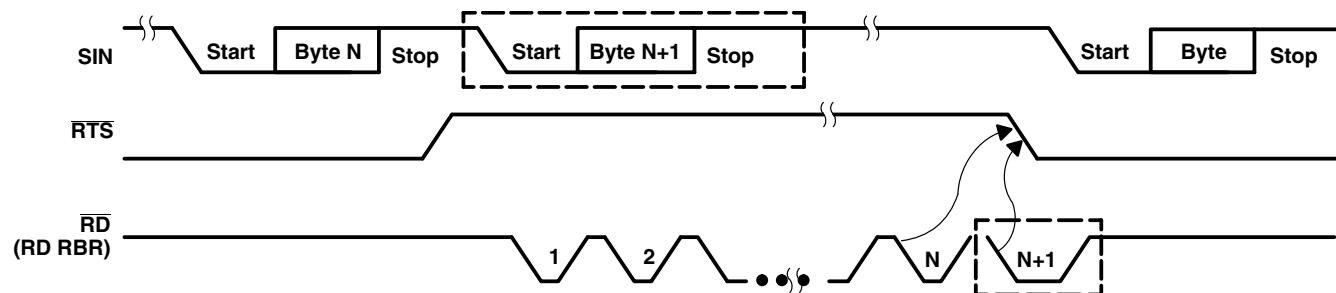 SIN Start Byte N Stop Start Byte N+1 Stop Start Byte Stop
RTS
RD
(RD RBR) 1 2 N N+1